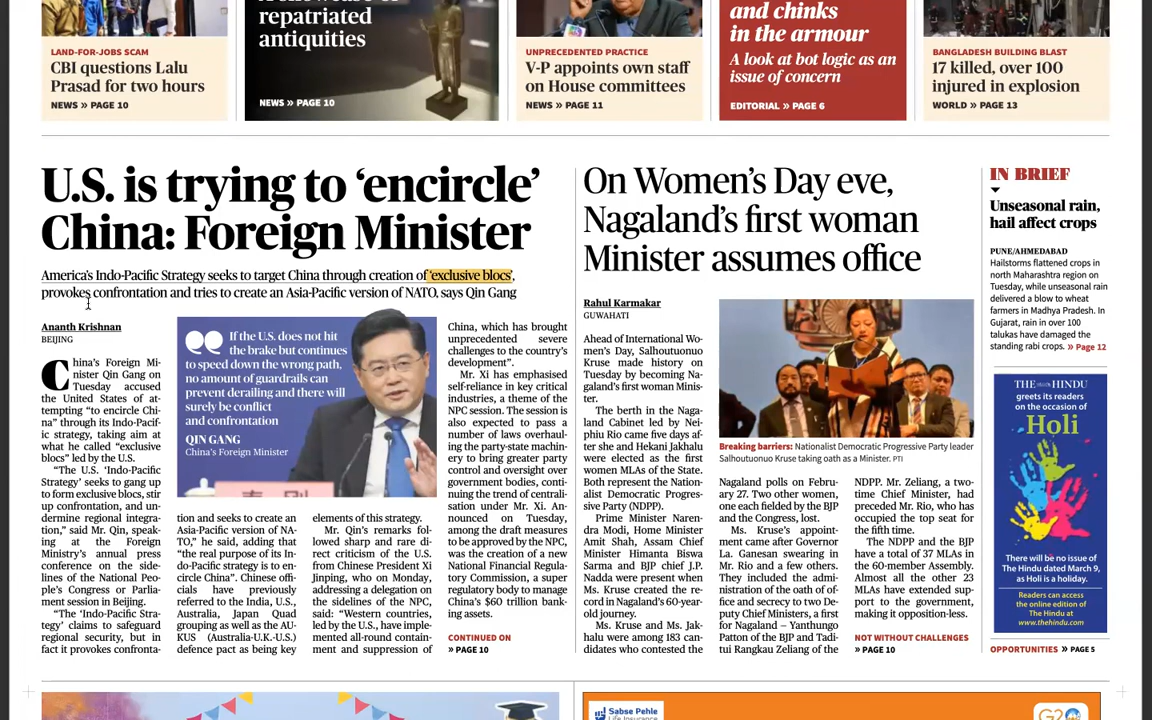 repatriated
antiquities
NEWS » PAGE 10
LAND-FOR-JOBS SCAM
CBI questions Lalu
Prasad for two hours
NEWS » PAGE 10
UNPRECEDENTED PRACTICE
V-P appoints own staff
on House committees
NEWS » PAGE 11
and chinks
in the armour
A look at bot logic as an
issue of concern
EDITORIAL » PAGE 6
BANGLADESH BUILDING BLAST
17 killed, over 100
injured in explosion
WORLD » PAGE 13
U.S. is trying to ‘encircle’
China: Foreign Minister
America's Indo-Pacific Strategy seeks to target China through creation of ‘exclusive blocs’,
provokes confrontation and tries to create an Asia-Pacific version of NATO, says Qin Gang
Ananth Krishnan
BEIJING
China's Foreign Mi-
nister Qin Gang on
Tuesday accused
the United States of at-
tempting “to encircle Chi-
na” through its Indo-Pacif-
ic strategy, taking aim at
what he called “exclusive
blocs” led by the U.S.
“The U.S. ‘Indo-Pacific
Strategy’ seeks to gang up
to form exclusive blocs, stir
up confrontation, and un-
dermine regional integra-
tion,” said Mr. Qin, speak-
ing at the Foreign
Ministry's annual press
conference on the side-
lines of the National Peo-
ple's Congress or Parlia-
ment session in Beijing.
“The ‘Indo-Pacific Stra-
tegy’ claims to safeguard
regional security, but in
fact it provokes confronta-
If the U.S. does not hit
the brake but continues
to speed down the wrong path,
no amount of guardrails can
prevent derailing and there will
surely be conflict
and confrontation
QIN GANG
China's Foreign Minister
tion and seeks to create an
Asia-Pacific version of NA-
TO,” he said, adding that
“the real purpose of its In-
do-Pacific strategy is to en-
circle China”. Chinese offi-
cials have previously
referred to the India, U.S.,
Australia, Japan Quad
grouping as well as the AU-
KUS (Australia-U.K.-U.S.)
defence pact as being key
elements of this strategy.
Mr. Qin's remarks fol-
lowed sharp and rare di-
rect criticism of the U.S.
from Chinese President Xi
Jinping, who on Monday,
addressing a delegation on
the sidelines of the NPC,
said: “Western countries,
led by the U.S., have imple-
mented all-round contain-
ment and suppression of
China, which has brought
unprecedented severe
challenges to the country's
development”.
Mr. Xi has emphasised
self-reliance in key critical
industries, a theme of the
NPC session. The session is
also expected to pass a
number of laws overhaul-
ing the party-state machin-
ery to bring greater party
control and oversight over
government bodies, conti-
nuing the trend of centrali-
sation under Mr. Xi. An-
nounced on Tuesday,
among the draft measures
to be approved by the NPC,
was the creation of a new
National Financial Regula-
tory Commission, a super
regulatory body to manage
China's $60 trillion bank-
ing assets.
CONTINUED ON
» PAGE 10
On Women's Day eve,
Nagaland's first woman
Minister assumes office
Rahul Karmakar
GUWAHATI
Ahead of International Wo-
men's Day, Salhoutuonuo
Kruse made history on
Tuesday by becoming Na-
galand's first woman Minis-
ter.
The berth in the Naga-
land Cabinet led by Nei-
phiu Rio came five days af-
ter she and Hekani Jakhalu
were elected as the first
women MLAs of the State.
Both represent the Natio-
nalist Democratic Progres-
sive Party (NDPP).
Prime Minister Naren-
dra Modi, Home Minister
Amit Shah, Assam Chief
Minister Himanta Biswa
Sarma and BJP chief J.P.
Nadda were present when
Ms. Kruse created the re-
cord in Nagaland's 60-year-
old journey.
Ms. Kruse and Ms. Jak-
halu were among 183 can-
didates who contested the
Breaking barriers: Nationalist Democratic Progressive Party leader
Salhoutuonuo Kruse taking oath as a Minister. PTI
Nagaland polls on Febru-
ary 27. Two other women,
one each fielded by the BJP
and the Congress, lost.
Ms. Kruse's appoint-
ment came after Governor
La. Ganesan swearing in
Mr. Rio and a few others.
They included the admi-
nistration of the oath of of-
fice and secrecy to two De-
puty Chief Ministers, a first
for Nagaland – Yanthungo
Patton of the BJP and Tadi-
tui Rangkau Zeliang of the
NDPP. Mr. Zeliang, a two-
time Chief Minister, had
preceded Mr. Rio, who has
occupied the top seat for
the fifth time.
The NDPP and the BJP
have a total of 37 MLAs in
the 60-member Assembly.
Almost all the other 23
MLAs have extended sup-
port to the government,
making it opposition-less.
NOT WITHOUT CHALLENGES
» PAGE 10
IN BRIEF
Unseasonal rain,
hail affect crops
PUNE/AHMEDABAD
Hailstorms flattened crops in
north Maharashtra region on
Tuesday, while unseasonal rain
delivered a blow to wheat
farmers in Madhya Pradesh. In
Gujarat, rain in over 100
talukas have damaged the
standing rabi crops. » Page 12
THE HINDU
greets its readers
on the occasion of
Holi
There will be no issue of
The Hindu dated March 9,
as Holi is a holiday.
Readers can access
the online edition of
The Hindu at
www.thehindu.com
OPPORTUNITIES » PAGE 5
Sabse Pehle
Life Insurance
G20